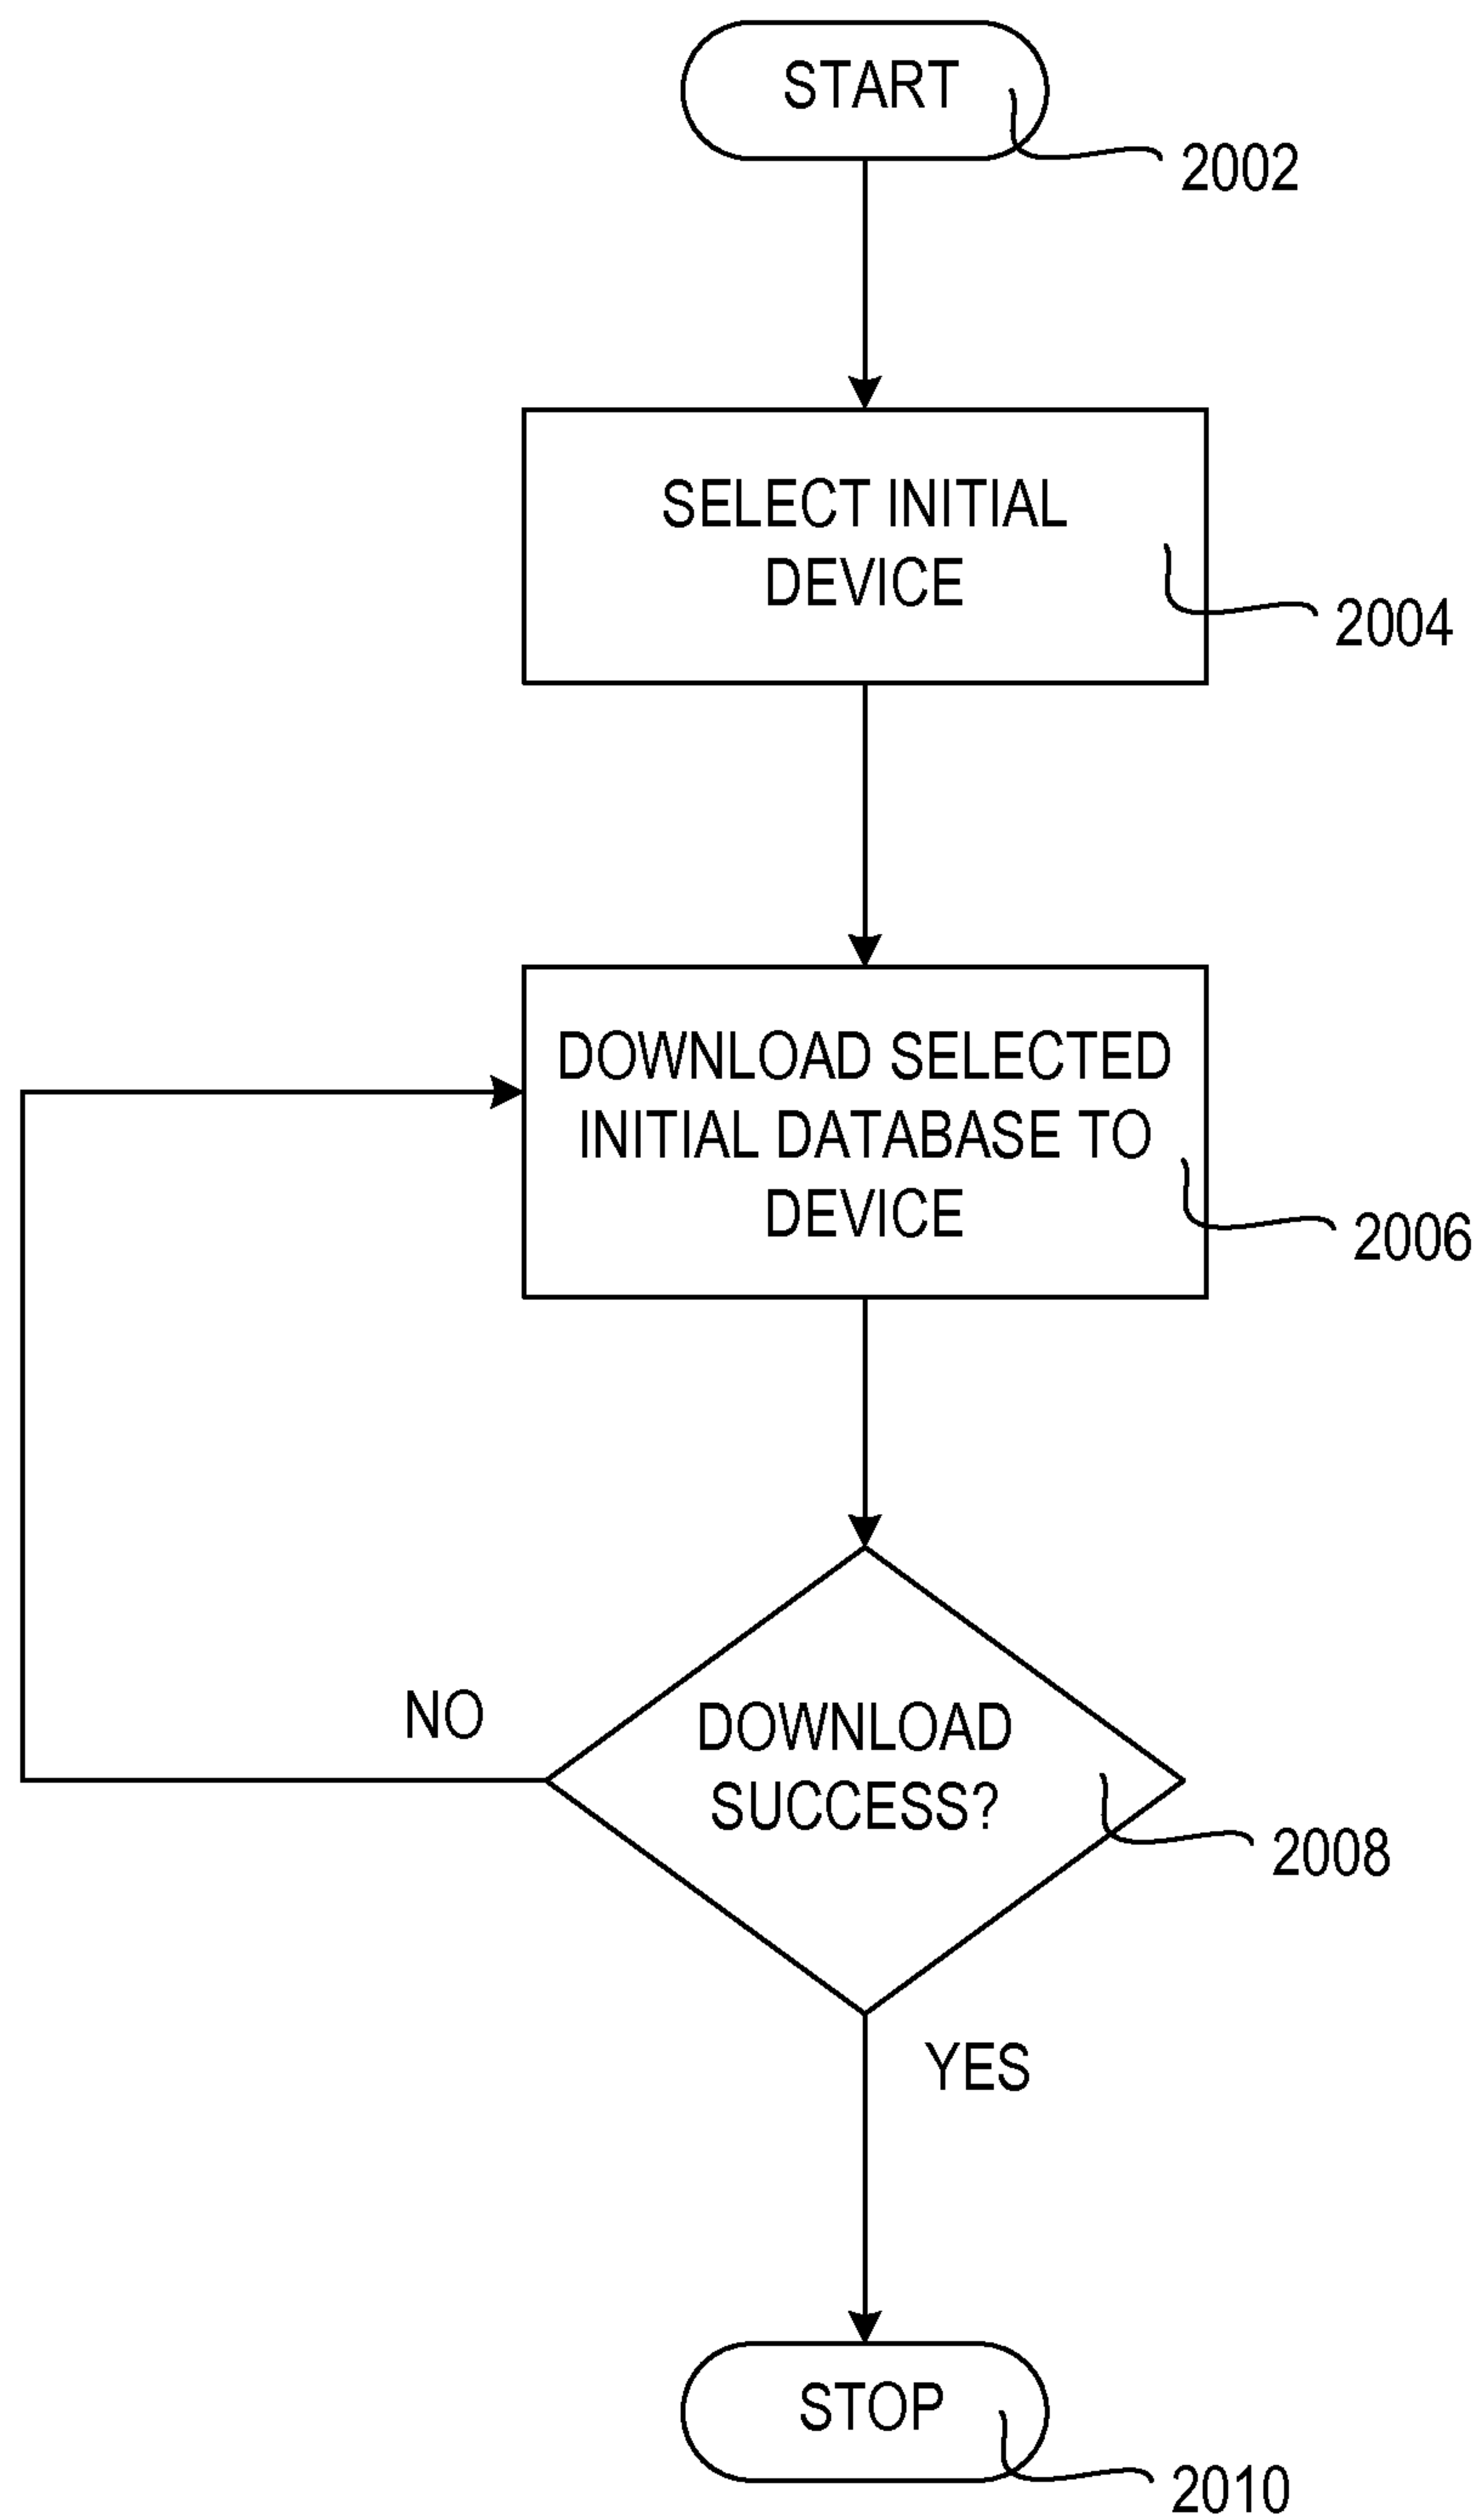 START
2002
SELECT INITIAL
DEVICE
2004
DOWNLOAD SELECTED
INITIAL DATABASE TO
DEVICE
2006
NO
DOWNLOAD
SUCCESS?
2008
YES
STOP
2010